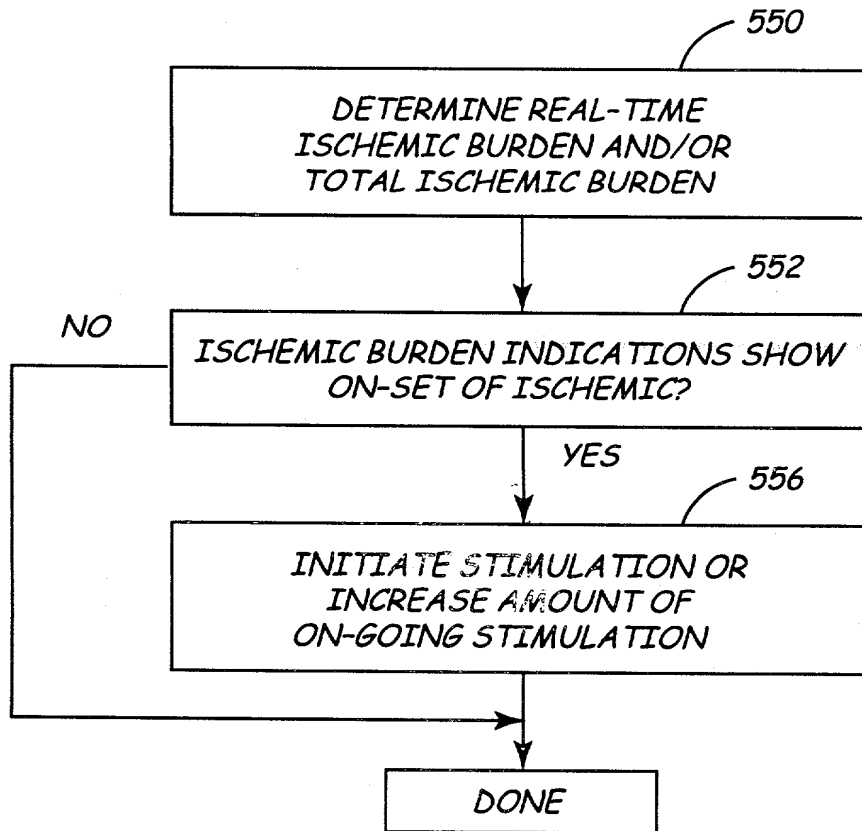 550
DETERMINE REAL-TIME
ISCHEMIC BURDEN AND/OR
TOTAL ISCHEMIC BURDEN
552
NO
ISCHEMIC BURDEN INDICATIONS SHOW
ON-SET OF ISCHEMIC?
YES
556
INITIATE STIMULATION OR
INCREASE AMOUNT OF
ON-GOING STIMULATION
DONE